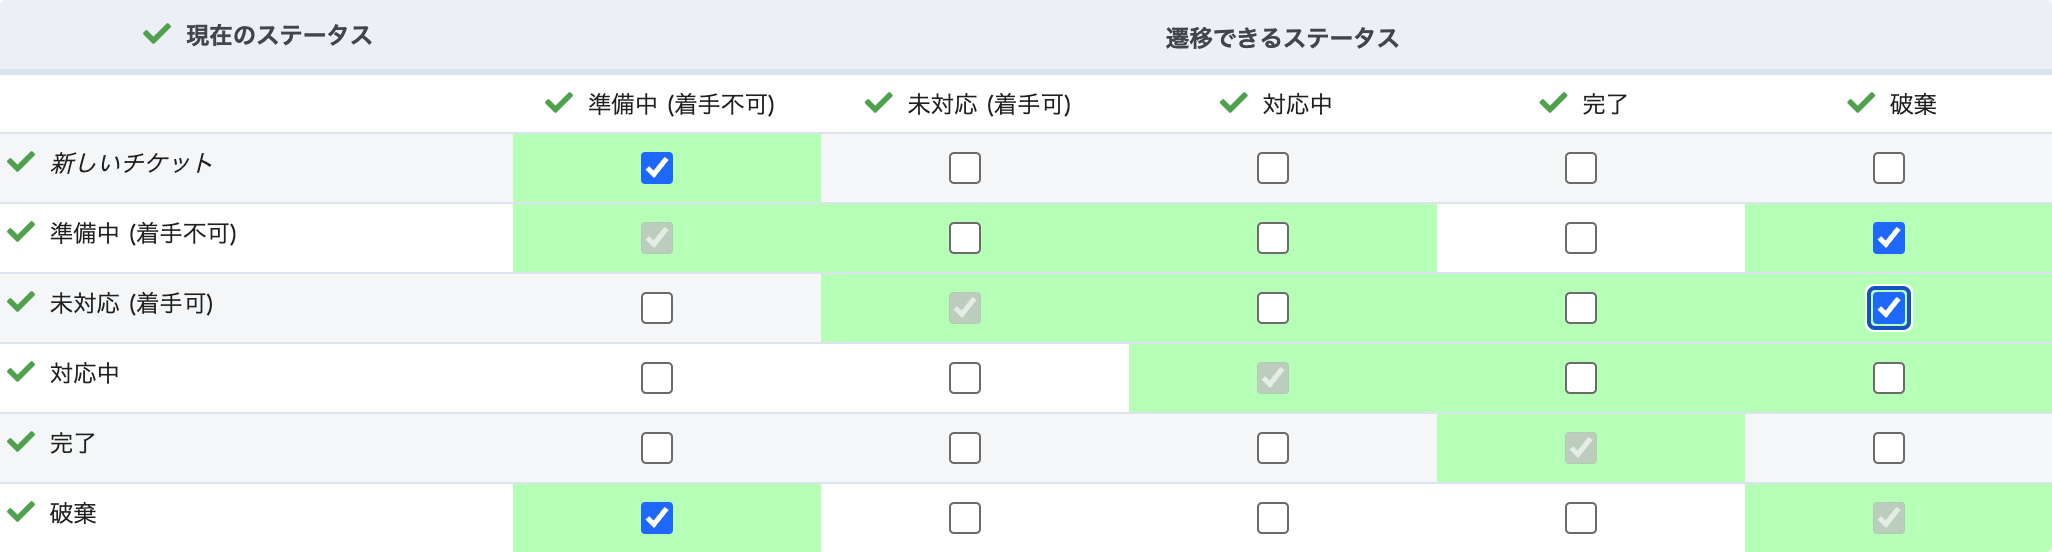 現在のステータス 遷移できるステータス
準備中 (着手不可) 未対応 (着手可) 対応中 完了 破棄
新しいチケット
準備中 (着手不可)
未対応 (着手可)
対応中
完了
破棄